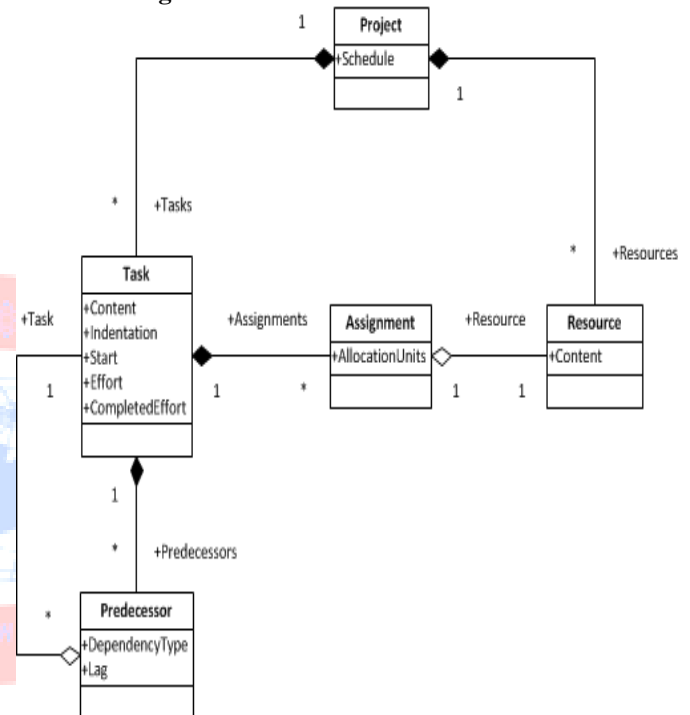 1
Project
+Schedule
1
*
+Tasks
*
+Resources
Task
+Content
+Indentation
+Start
+Effort
+CompletedEffort
+Task
1
+Assignments
1
*
Assignment
+AllocationUnits
+Resource
1
1
Resource
+Content
1
*
+Predecessors
*
Predecessor
+DependencyType
+Lag